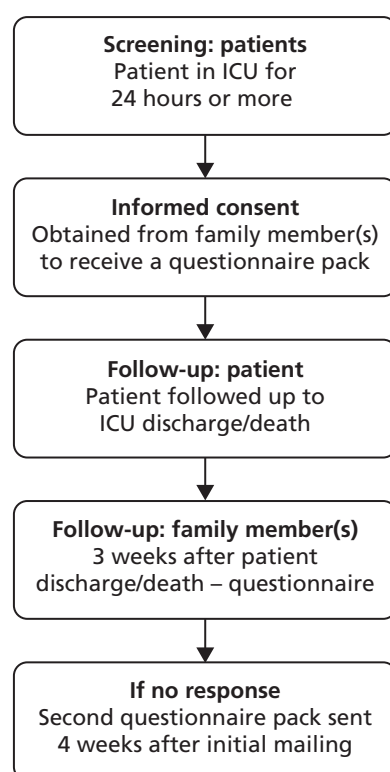 Screening: patients
Patient in ICU for
24 hours or more
Informed consent
Obtained from family member(s)
to receive a questionnaire pack
Follow-up: patient
Patient followed up to
ICU discharge/death
Follow-up: family member(s)
3 weeks after patient
discharge/death – questionnaire
If no response
Second questionnaire pack sent
4 weeks after initial mailing